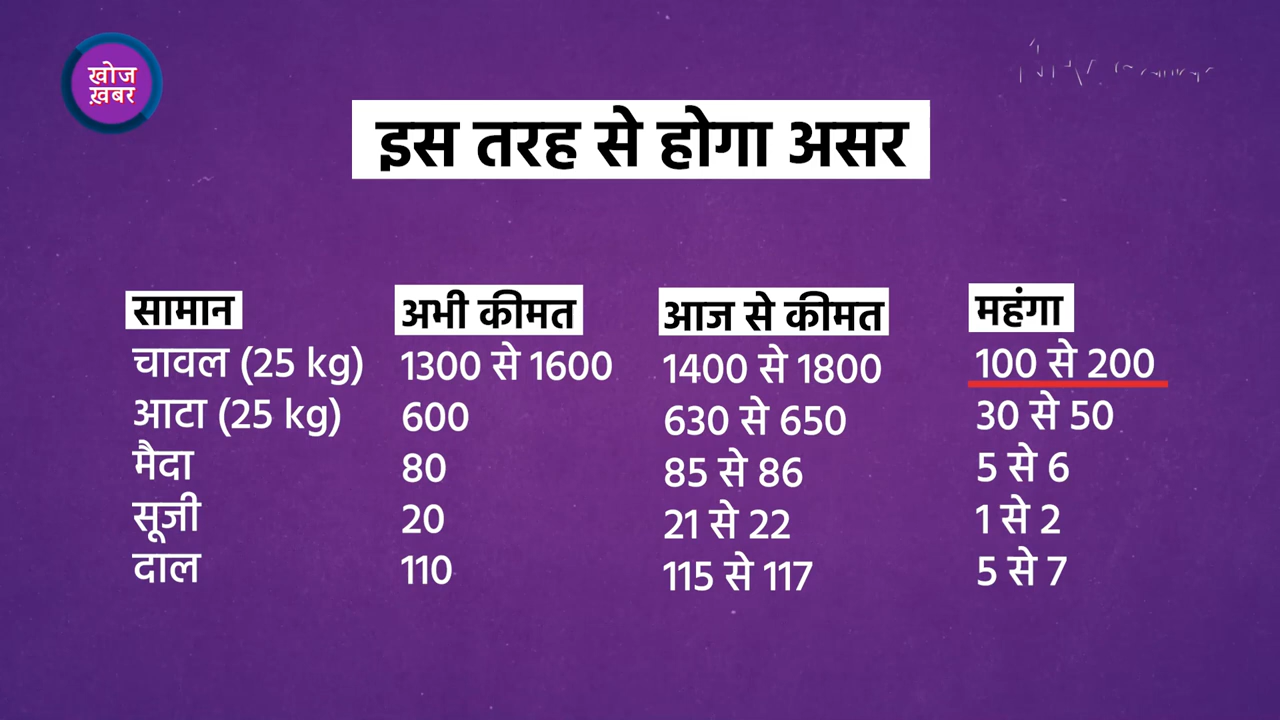 खोज
ख़बर
इस तरह से होगा असर
सामान अभी कीमत आज से कीमत महंगा
चावल (25 kg) 1300 से 1600 1400 से 1800 100 से 200
आटा (25 kg) 600 630 से 650 30 से 50
मैदा 80 85 से 86 5 से 6
सूजी 20 21 से 22 1 से 2
दाल 110 115 से 117 5 से 7